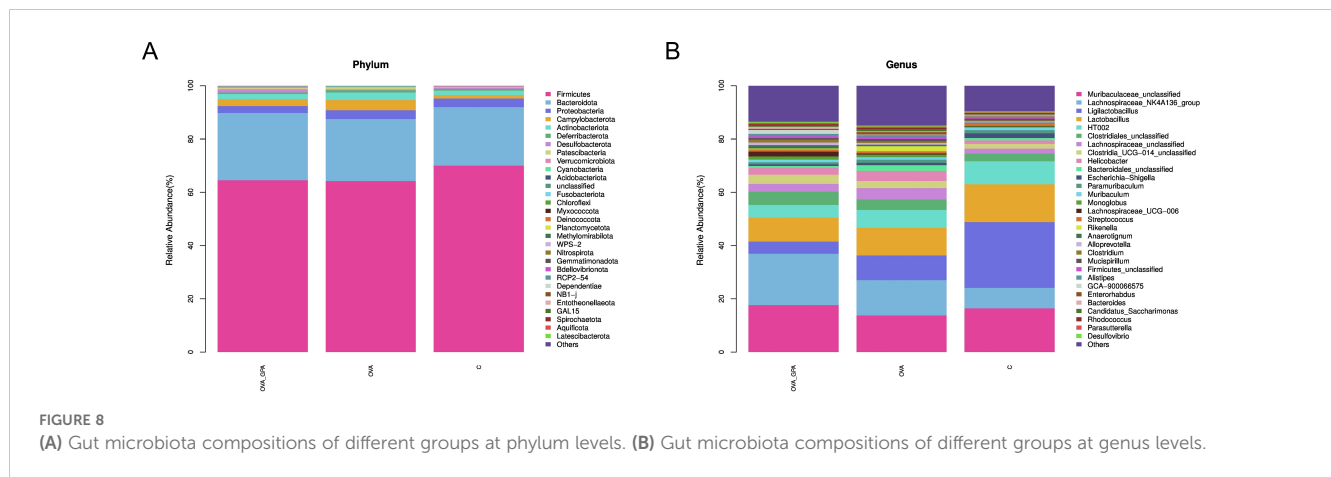 A
Phylum
Relative Abundance(%)
100
80
60
40
20
0
OVA_GPA
OVA
C
Firmicutes
Bacteroidota
Proteobacteria
Campylobacterota
Actinobacteriota
Deferribacterota
Desulfobacterota
Patescibacteria
Verrucomicrobiota
Cyanobacteria
Acidobacteriota
unclassified
Fusobacteriota
Chloroflexi
Myxococcota
Deinococcota
Planctomycetota
Methylomirabilota
WPS-2
Nitrospirota
Gemmatimonadota
Bdellovibrionota
RCP2-54
Dependentiae
NB1-j
Entotheonellaeota
GAL15
Spirochaetota
Aquificota
Latescibacterota
Others
B
Genus
Relative Abundance(%)
100
80
60
40
20
0
OVA_GPA
OVA
C
Muribaculaceae_unclassified
Lachnospiraceae_NK4A136_group
Ligilactobacillus
Lactobacillus
HT002
Clostridiales_unclassified
Lachnospiraceae_unclassified
Clostridia_UCG-014_unclassified
Helicobacter
Bacteroidales_unclassified
Escherichia-Shigella
Paramuribaculum
Muribaculum
Monoglobus
Lachnospiraceae_UCG-006
Streptococcus
Rikenella
Anaerotignum
Alloprevotella
Clostridium
Mucispirillum
Firmicutes_unclassified
Alistipes
GCA-900066575
Enterorhabdus
Bacteroides
Candidatus_Saccharimonas
Rhodococcus
Parasutterella
Desulfovibrio
Others
FIGURE 8
(A) Gut microbiota compositions of different groups at phylum levels. (B) Gut microbiota compositions of different groups at genus levels.